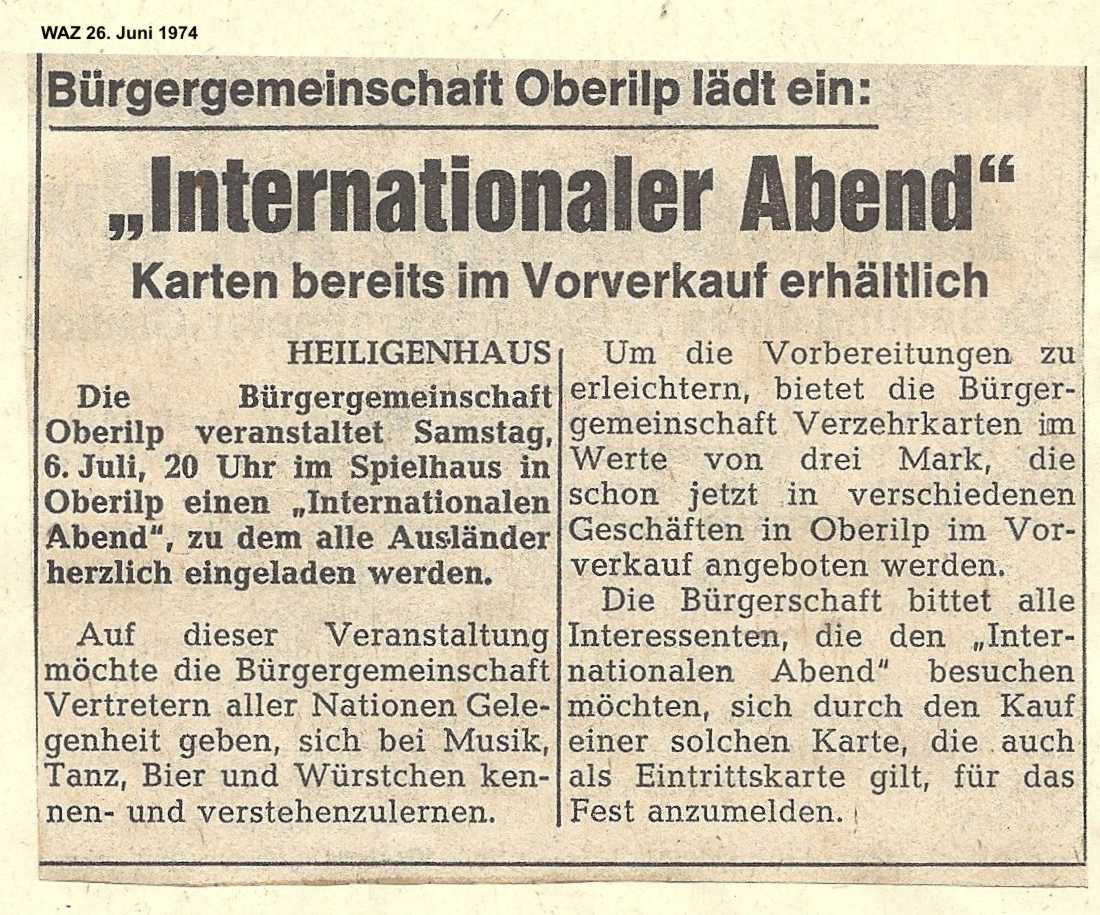 WAZ 26. Juni 1974
Bürgergemeinschaft Oberilp lädt ein:
„Internationaler Abend“
Karten bereits im Vorverkauf erhältlich
HEILIGENHAUS
Die Bürgergemeinschaft
Oberilp veranstaltet Samstag,
6. Juli, 20 Uhr im Spielhaus in
Oberilp einen „Internationalen
Abend“, zu dem alle Ausländer
herzlich eingeladen werden.
Auf dieser Veranstaltung
möchte die Bürgergemeinschaft
Vertretern aller Nationen Gele-
genheit geben, sich bei Musik,
Tanz, Bier und Würstchen ken-
nen- und verstehenzulernen.
Um die Vorbereitungen zu
erleichtern, bietet die Bürger-
gemeinschaft Verzehrkarten im
Werte von drei Mark, die
schon jetzt in verschiedenen
Geschäften in Oberilp im Vor-
verkauf angeboten werden.
Die Bürgerschaft bittet alle
Interessenten, die den „Inter-
nationalen Abend“ besuchen
möchten, sich durch den Kauf
einer solchen Karte, die auch
als Eintrittskarte gilt, für das
Fest anzumelden.